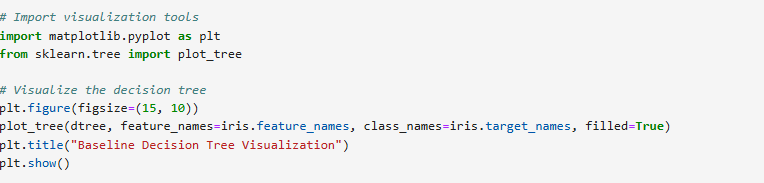 # Import visualization tools
import matplotlib.pyplot as plt
from sklearn.tree import plot_tree
# Visualize the decision tree
plt.figure(figsize=(15, 10))
plot_tree(dtree, feature_names=iris.feature_names, class_names=iris.target_names, filled=True)
plt.title("Baseline Decision Tree Visualization")
plt.show()